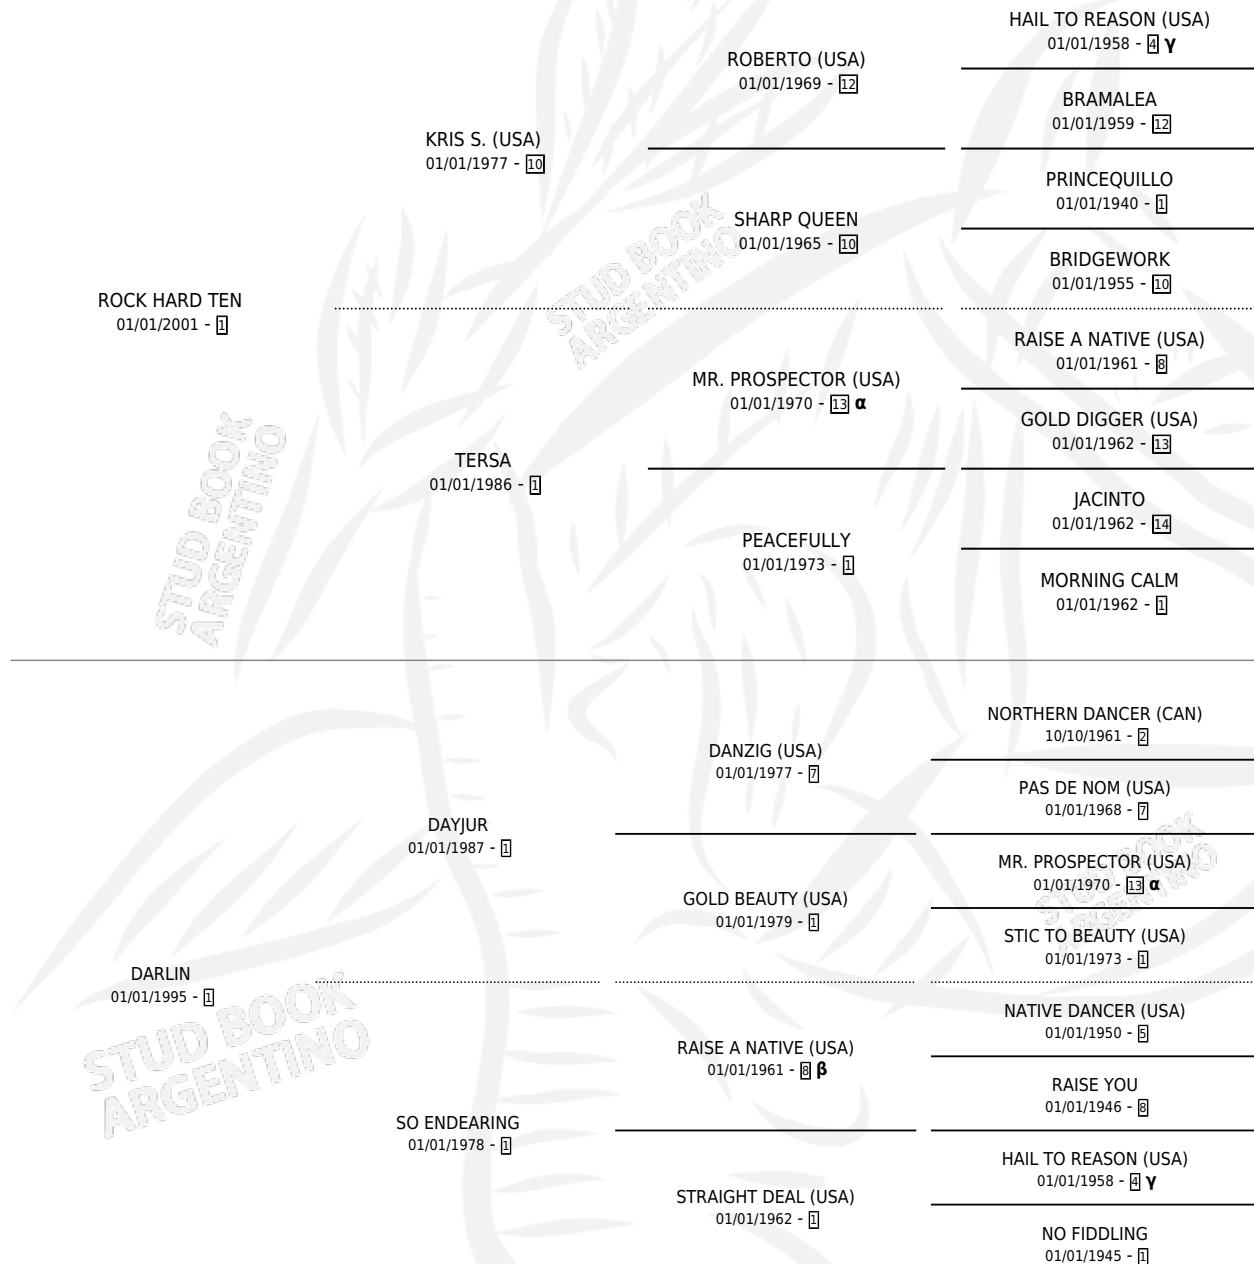 HAIL TO REASON (USA)
01/01/1958 - 4 γ
ROBERTO (USA)
01/01/1969 - 12
BRAMALEA
01/01/1959 - 12
KRIS S. (USA)
01/01/1977 - 10
PRINCEQUILLO
01/01/1940 - 1
SHARP QUEEN
01/01/1965 - 10
BRIDGEWORK
01/01/1955 - 10
ROCK HARD TEN
01/01/2001 - 1
RAISE A NATIVE (USA)
01/01/1961 - 8
MR. PROSPECTOR (USA)
01/01/1970 - 13 α
GOLD DIGGER (USA)
01/01/1962 - 13
TERSA
01/01/1986 - 1
JACINTO
01/01/1962 - 14
PEACEFULLY
01/01/1973 - 1
MORNING CALM
01/01/1962 - 1
STUD BOOK
ARGENTINO
STUD BOOK
ARGENTINO
NORTHERN DANCER (CAN)
10/10/1961 - 2
DANZIG (USA)
01/01/1977 - 7
PAS DE NOM (USA)
01/01/1968 - 7
DAYJUR
01/01/1987 - 1
MR. PROSPECTOR (USA)
01/01/1970 - 13 α
GOLD BEAUTY (USA)
01/01/1979 - 1
STIC TO BEAUTY (USA)
01/01/1973 - 1
DARLIN
01/01/1995 - 1
NATIVE DANCER (USA)
01/01/1950 - 5
RAISE A NATIVE (USA)
01/01/1961 - 8 β
RAISE YOU
01/01/1946 - 8
SO ENDEARING
01/01/1978 - 1
HAIL TO REASON (USA)
01/01/1958 - 4 γ
STRAIGHT DEAL (USA)
01/01/1962 - 1
NO FIDDLING
01/01/1945 - 1
STUD BOOK
ARGENTINO
STUD BOOK
ARGENTINO